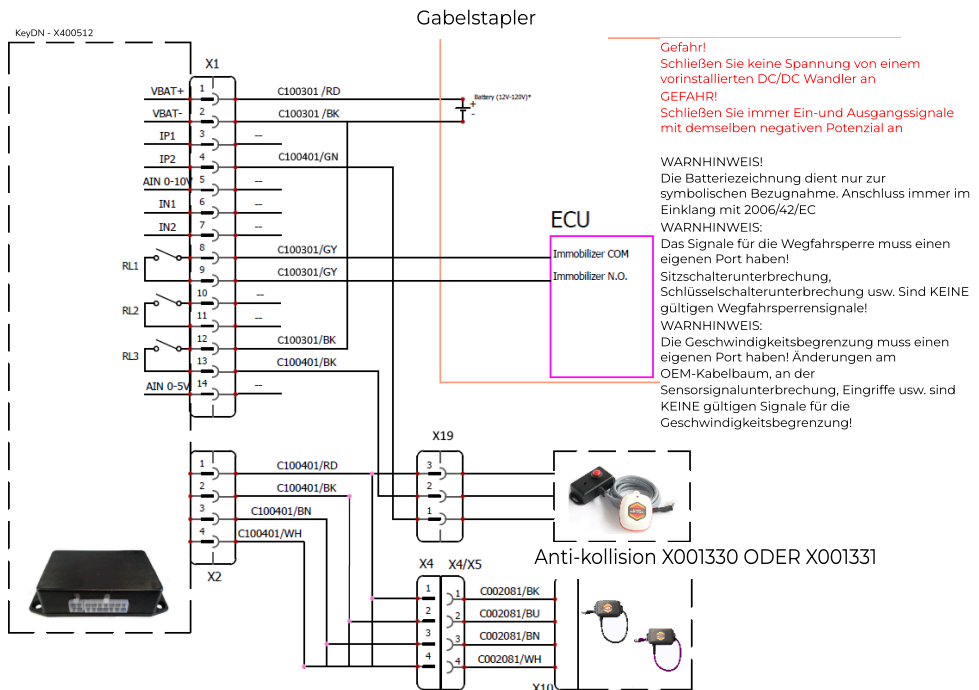 Gabelstapler
KeyDN - X400512
Gefahr!
Schließen Sie keine Spannung von einem
vorinstallierten DC/DC Wandler an
GEFAHR!
Schließen Sie immer Ein-und Ausgangssignale
mit demselben negativen Potenzial an
WARNHINWEIS!
Die Batteriezeichnung dient nur zur
symbolischen Bezugnahme. Anschluss immer im
Einklang mit 2006/42/EC
WARNHINWEIS:
Das Signale für die Wegfahrsperre muss einen
eigenen Port haben!
Sitzschalterunterbrechung,
Schlüsselschalterunterbrechung usw. Sind KEINE
gültigen Wegfahrsperrensignale!
WARNHINWEIS:
Die Geschwindigkeitsbegrenzung muss einen
eigenen Port haben! Änderungen am
OEM-Kabelbaum, an der
Sensorsignalunterbrechung, Eingriffe usw. sind
KEINE gültigen Signale für die
Geschwindigkeitsbegrenzung!
X1
VBAT+ 1 C100301 /RD
Battery (12V-120V)*
+
-
VBAT- 2 C100301 /BK
IP1 3 --
IP2 4 C100401/GN
AIN 0-10V 5 --
IN1 6 --
IN2 7 --
ECU
8 C100301/GY Immobilizer COM
RL1
9 C100301/GY Immobilizer N.O.
10 --
RL2
11 --
12 C100301/BK
RL3
13 C100401/BK
AIN 0-5V 14 --
X19
1 C100401/RD 3
2 C100401/BK 2
3 C100401/BN 1
4 C100401/WH
X2
Anti-kollision X001330 ODER X001331
X4 X4/X5
1 1 C002081/BK
2 2 C002081/BU
3 3 C002081/BN
4 4 C002081/WH
X10